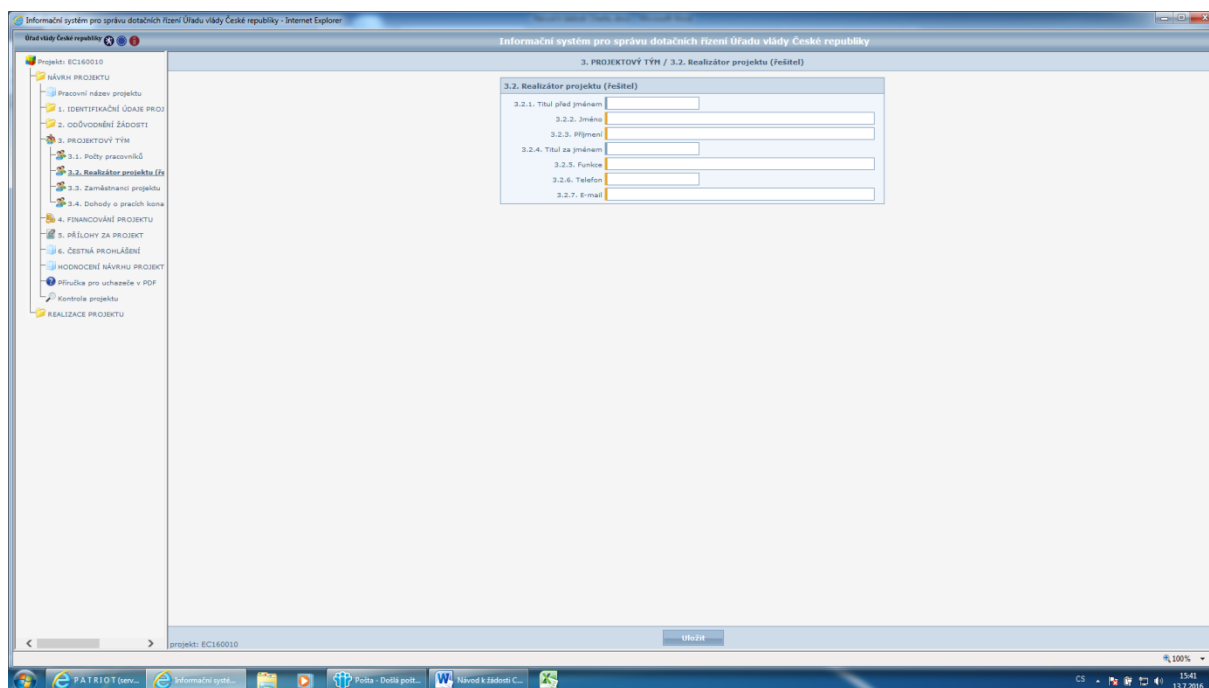 Informační systém pro správu dotačních řízení Úřadu vlády České republiky - Internet Explorer
Úřad vlády České republiky
Informační systém pro správu dotačních řízení Úřadu vlády České republiky
Projekt: EC160010
NÁVRH PROJEKTU
Pracovní název projektu
1. IDENTIFIKAČNÍ ÚDAJE PROJ
2. ODŮVODNĚNÍ ŽÁDOSTI
3. PROJEKTOVÝ TÝM
3.1. Počty pracovníků
3.2. Realizátor projektu (ře
3.3. Zaměstnanci projektu
3.4. Dohody o pracích kona
4. FINANCOVÁNÍ PROJEKTU
5. PŘÍLOHY ZA PROJEKT
6. ČESTNÁ PROHLÁŠENÍ
HODNOCENÍ NÁVRHU PROJEKT
Příručka pro uchazeče v PDF
Kontrola projektu
REALIZACE PROJEKTU
3. PROJEKTOVÝ TÝM / 3.2. Realizátor projektu (řešitel)
3.2. Realizátor projektu (řešitel)
3.2.1. Titul před jménem
3.2.2. Jméno
3.2.3. Příjmení
3.2.4. Titul za jménem
3.2.5. Funkce
3.2.6. Telefon
3.2.7. E-mail
projekt: EC160010
Uložit
100%
P A T R I O T (serv...
Informační systé...
Pošta - Došlá pošt...
Návod k žádosti C...
CS
15:41
13.7.2016